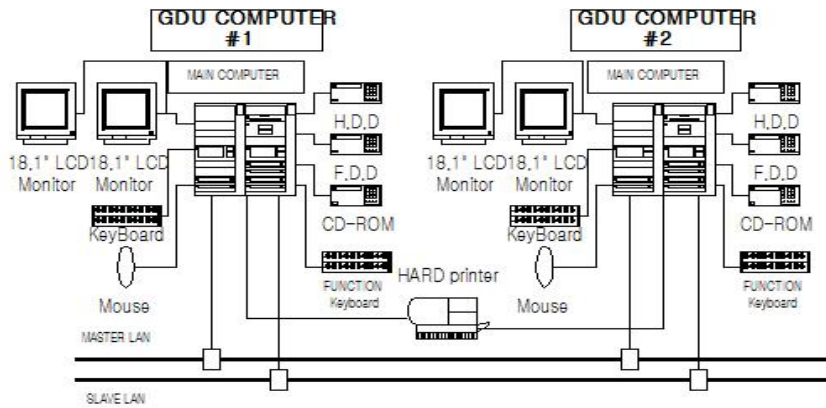 GDU COMPUTER
#1
GDU COMPUTER
#2
MAIN COMPUTER
MAIN COMPUTER
18.1" LCD
Monitor
18.1" LCD
Monitor
H.D.D
F.D.D
CD-ROM
KeyBoard
Mouse
FUNCTION
Keyboard
HARD printer
18.1" LCD
Monitor
18.1" LCD
Monitor
H.D.D
F.D.D
CD-ROM
KeyBoard
Mouse
FUNCTION
Keyboard
MASTER LAN
SLAVE LAN